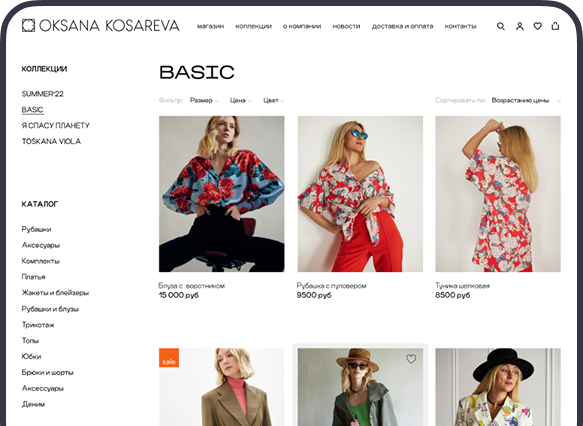 OKSANA KOSAREVA
магазин коллекции о компании новости доставка и оплата контакты
КОЛЛЕКЦИИ
SUMMER'22
BASIC
Я СПАСУ ПЛАНЕТУ
TOSKANA VIOLA
КАТАЛОГ
Рубашки
Аксесуары
Комплекты
Платья
Жакеты и блейзеры
Рубашки и блузы
Трикотаж
Топы
Юбки
Брюки и шорты
Аксессуары
Деним
BASIC
Фильтр: Размер Цена Цвет
Сортировать по: Возрастанию цены
Блуза с воротником
15 000 руб
Рубашка с пуловером
9500 руб
Туника шелковая
8500 руб
sale